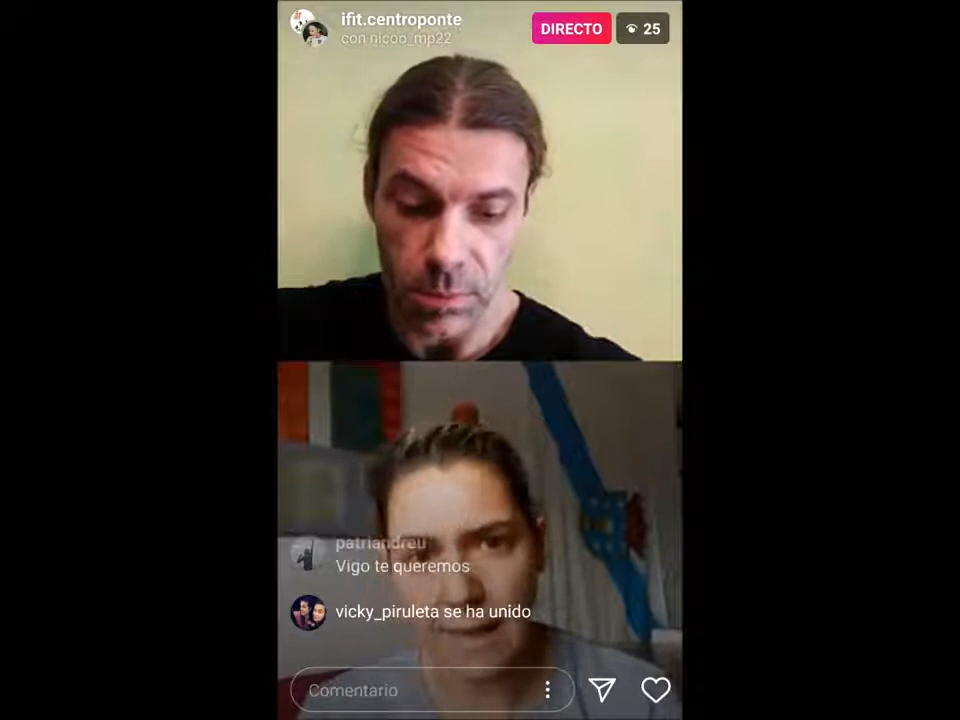 ifit.centroponte
con nicoo_mp22
DIRECTO
25
patriandreu
Vigo te queremos
vicky_piruleta se ha unido
Comentario